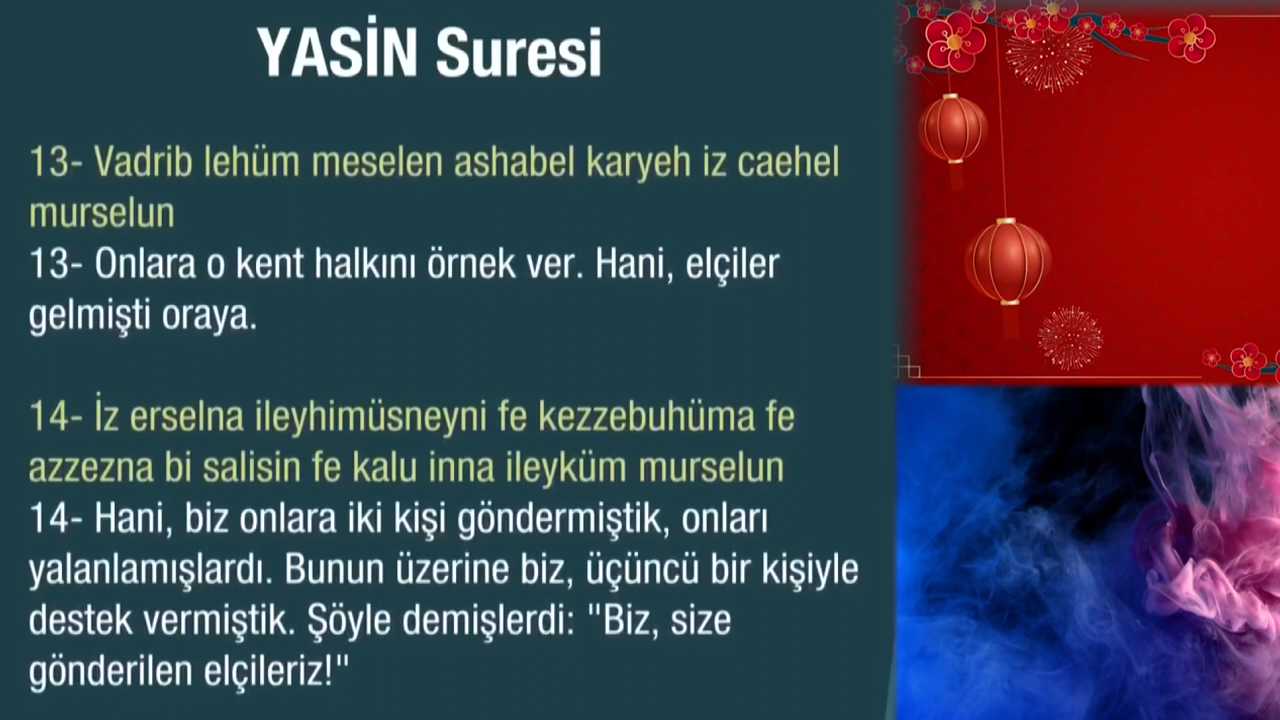 YASİN Suresi
13- Vadrib lehüm meselen ashabel karyeh iz caehel
murselun
13- Onlara o kent halkını örnek ver. Hani, elçiler
gelmişti oraya.
14- İz erselna ileyhimüsneyni fe kezzebuhüma fe
azzezna bi salisin fe kalu inna ileyküm murselun
14- Hani, biz onlara iki kişi göndermiştik, onları
yalanlamışlardı. Bunun üzerine biz, üçüncü bir kişiyle
destek vermiştik. Şöyle demişlerdi: "Biz, size
gönderilen elçileriz!"